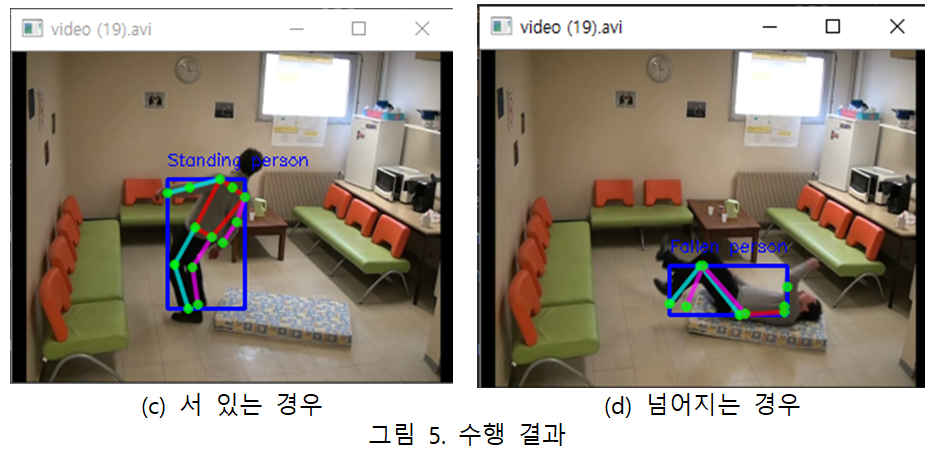 video (19).avi
video (19).avi
Standing person
Fallen person
(c) 서 있는 경우
(d) 넘어지는 경우
그림 5. 수행 결과